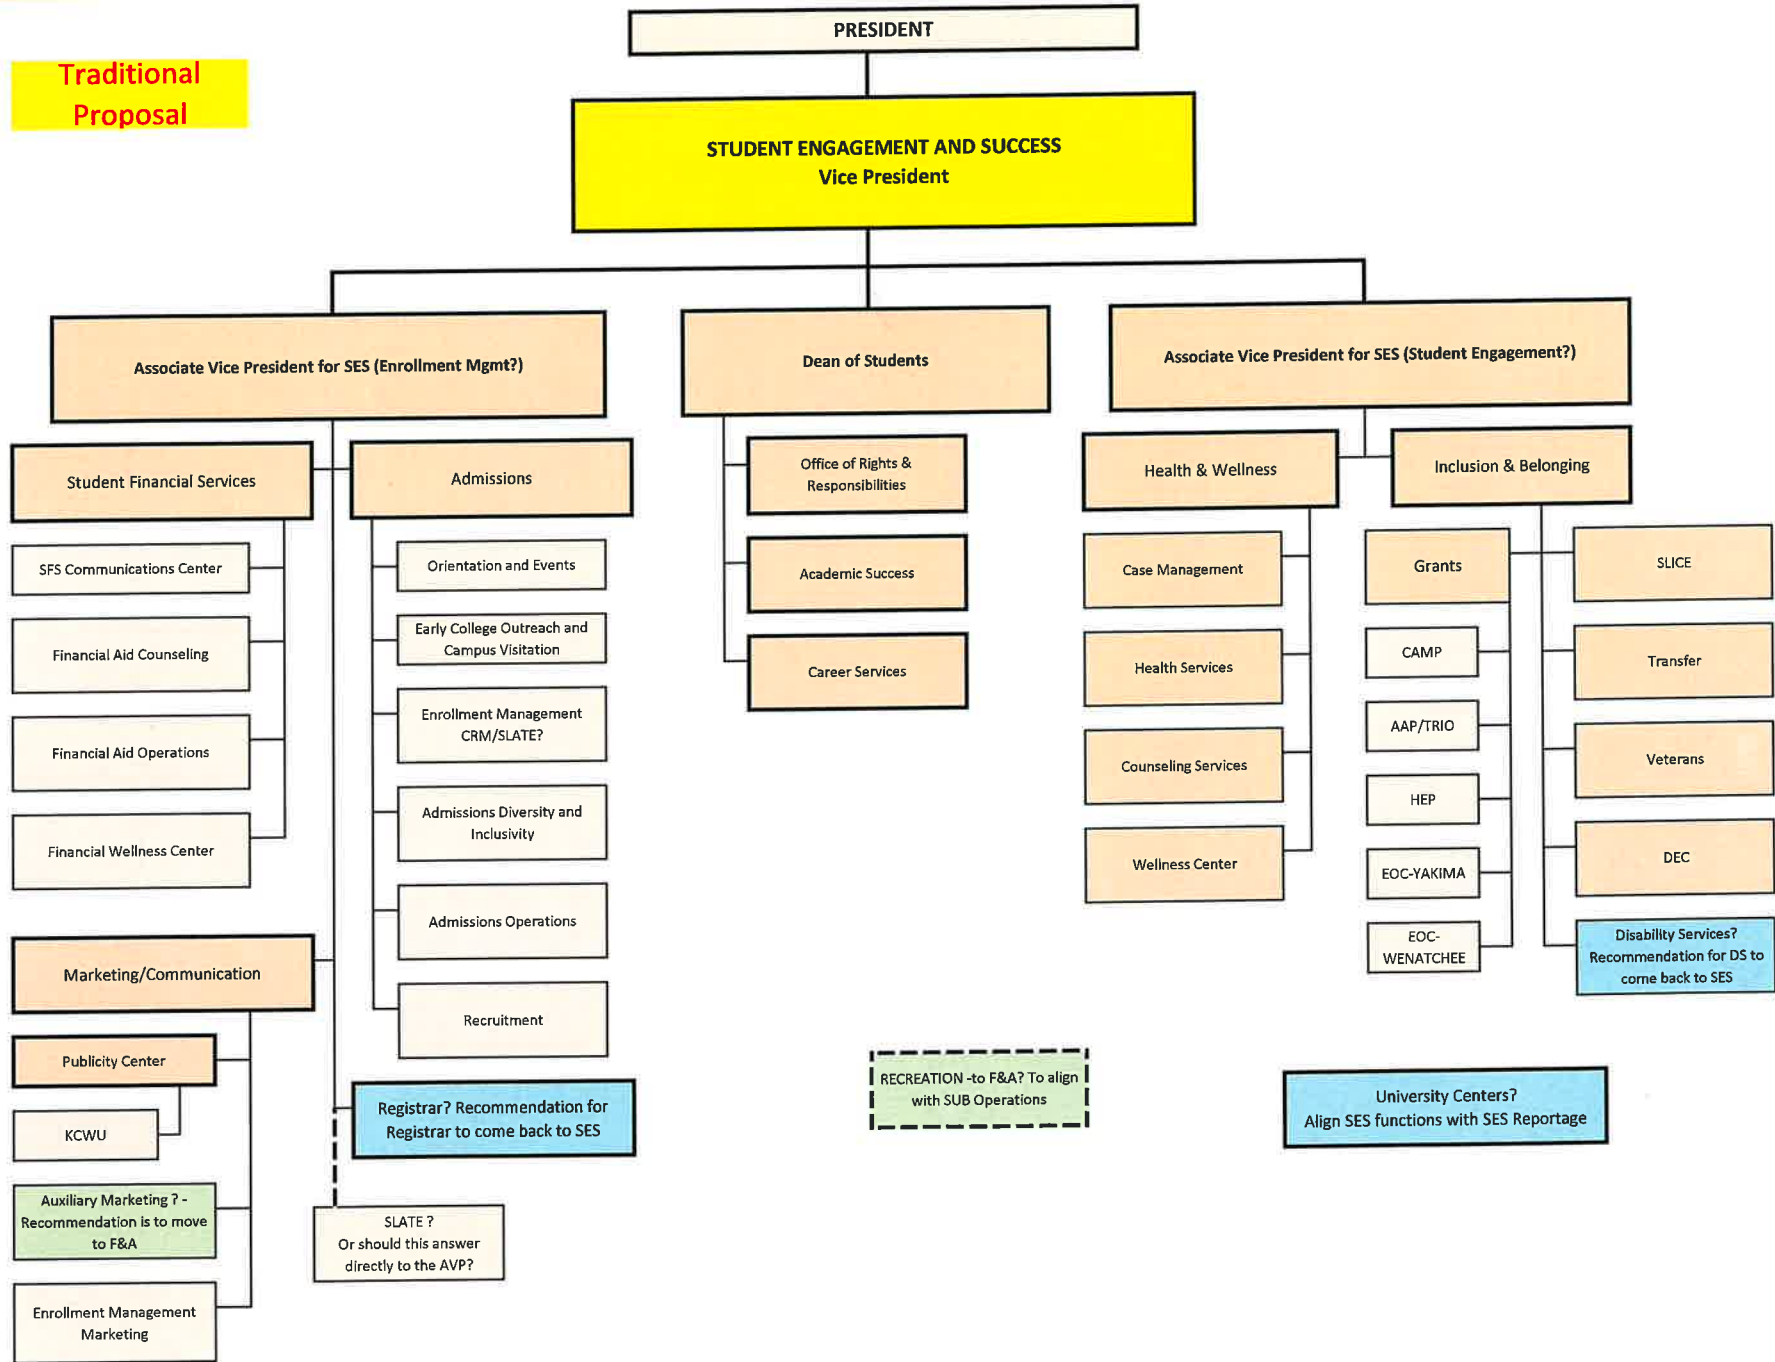 PRESIDENT
Traditional
Proposal
STUDENT ENGAGEMENT AND SUCCESS
Vice President
Associate Vice President for SES (Enrollment Mgmt?)
Dean of Students
Associate Vice President for SES (Student Engagement?)
Student Financial Services
SFS Communications Center
Financial Aid Counseling
Financial Aid Operations
Financial Wellness Center
Admissions
Orientation and Events
Early College Outreach and
Campus Visitation
Enrollment Management
CRM/SLATE?
Admissions Diversity and
Inclusivity
Admissions Operations
Recruitment
Marketing/Communication
Publicity Center
KCWU
Auxiliary Marketing ? -
Recommendation is to move
to F&A
Enrollment Management
Marketing
Registrar? Recommendation for
Registrar to come back to SES
SLATE ?
Or should this answer
directly to the AVP?
Office of Rights &
Responsibilities
Academic Success
Career Services
Health & Wellness
Case Management
Health Services
Counseling Services
Wellness Center
Inclusion & Belonging
Grants
CAMP
AAP/TRIO
HEP
EOC-YAKIMA
EOC-
WENATCHEE
SLICE
Transfer
Veterans
DEC
Disability Services?
Recommendation for DS to
come back to SES
RECREATION -to F&A? To align
with SUB Operations
University Centers?
Align SES functions with SES Reportage